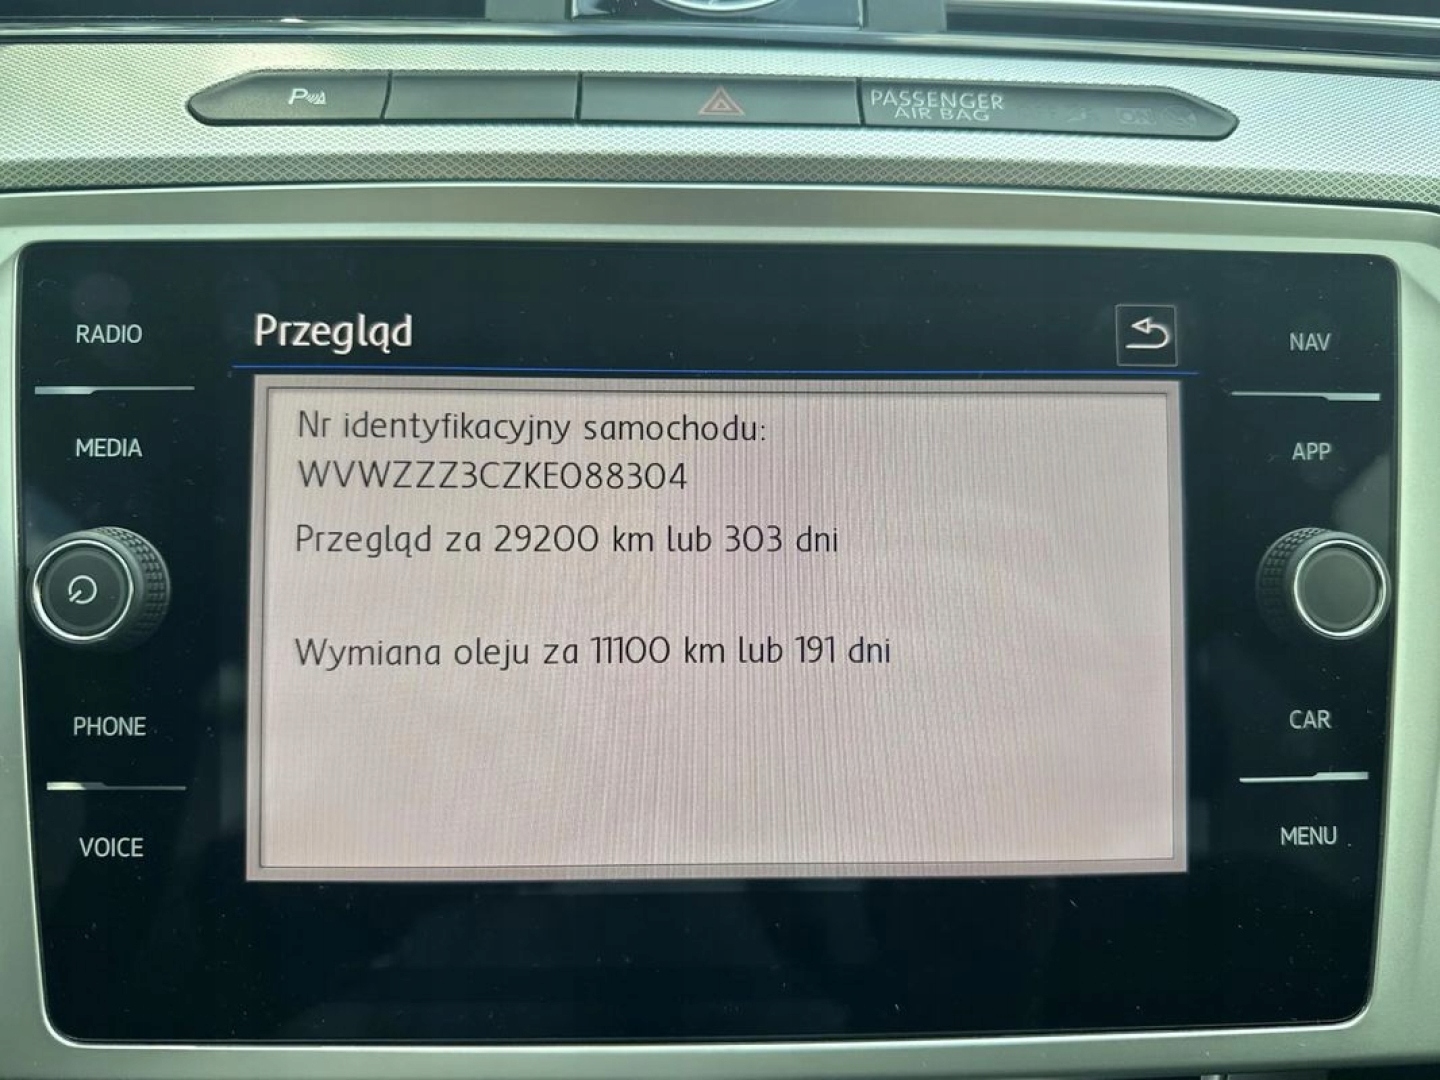 PASSENGER
AIR BAG
ON
RADIO
Przegląd
NAV
MEDIA
Nr identyfikacyjny samochodu:
WVWZZZ3CZKE088304
APP
Przegląd za 29200 km lub 303 dni
Wymiana oleju za 11100 km lub 191 dni
PHONE
CAR
VOICE
MENU